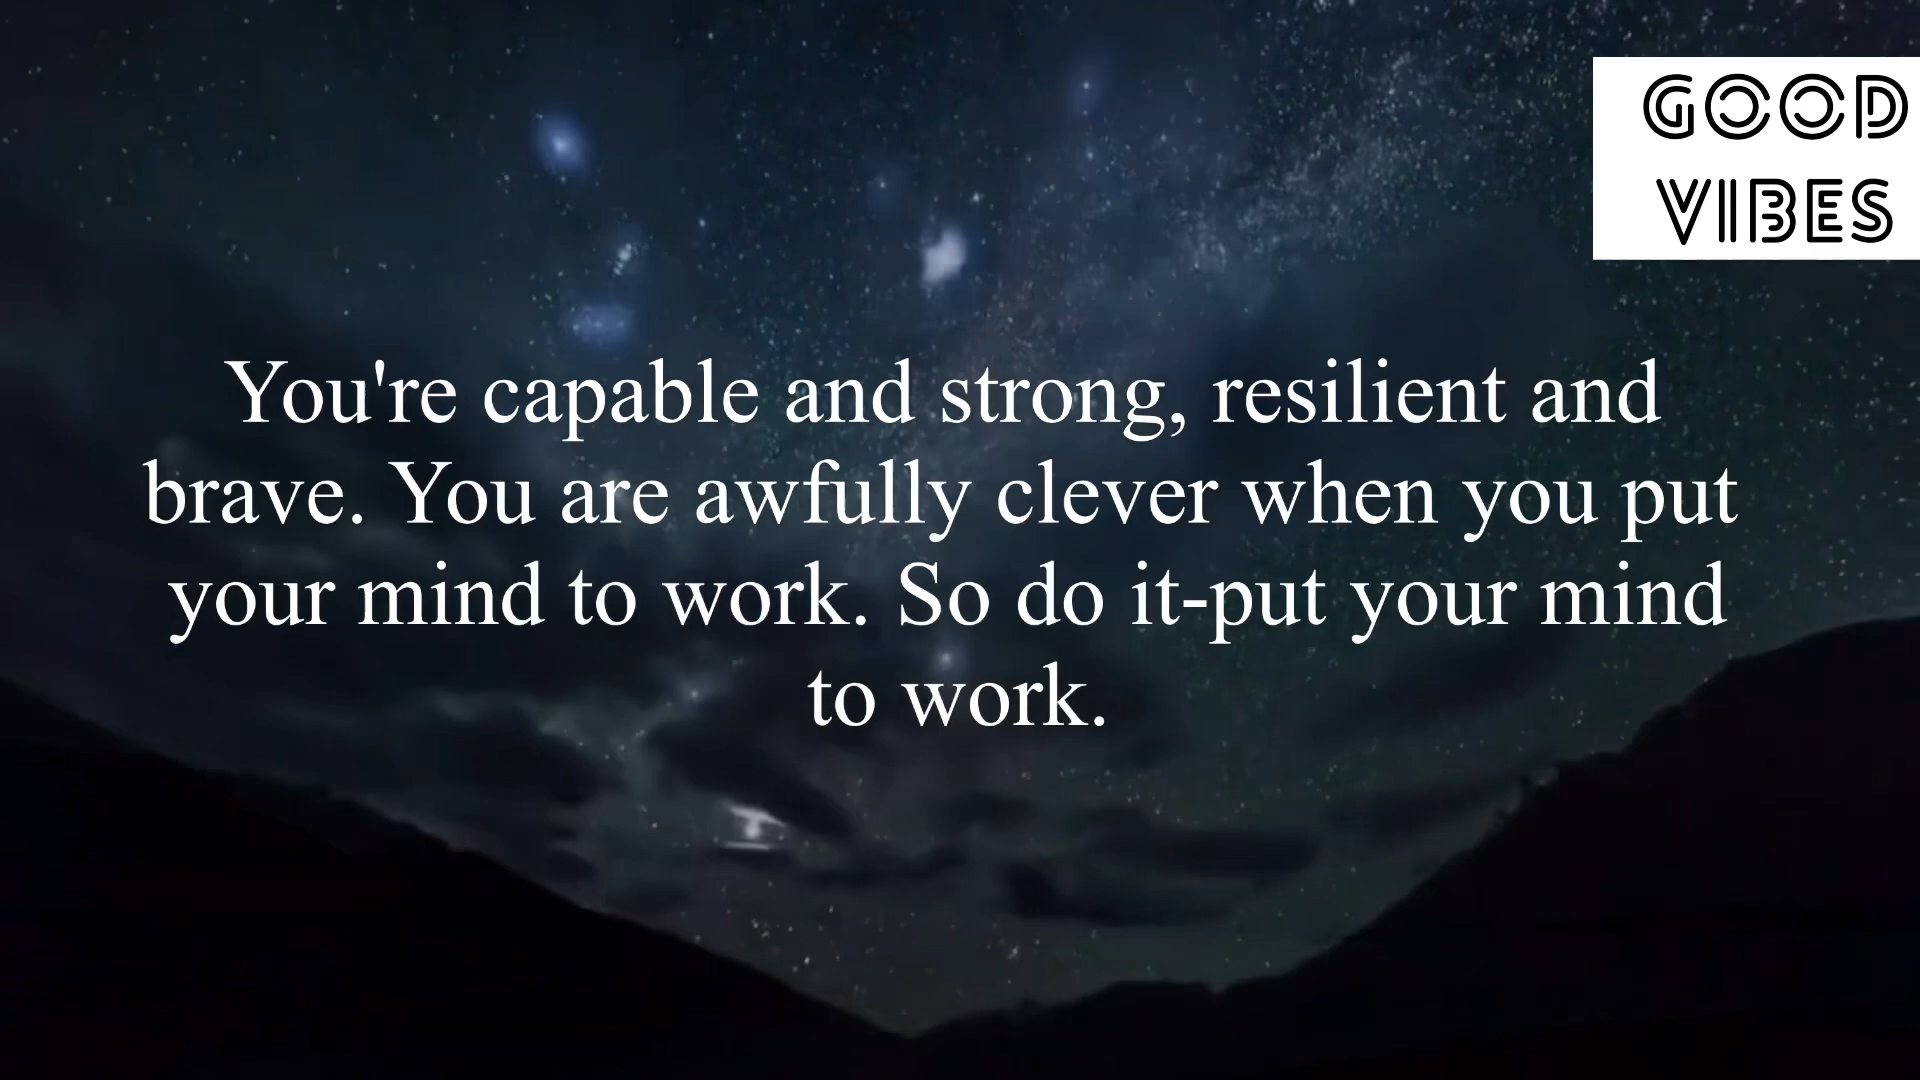 GOOD
VIBES
You're capable and strong, resilient and
brave. You are awfully clever when you put
your mind to work. So do it-put your mind
to work.